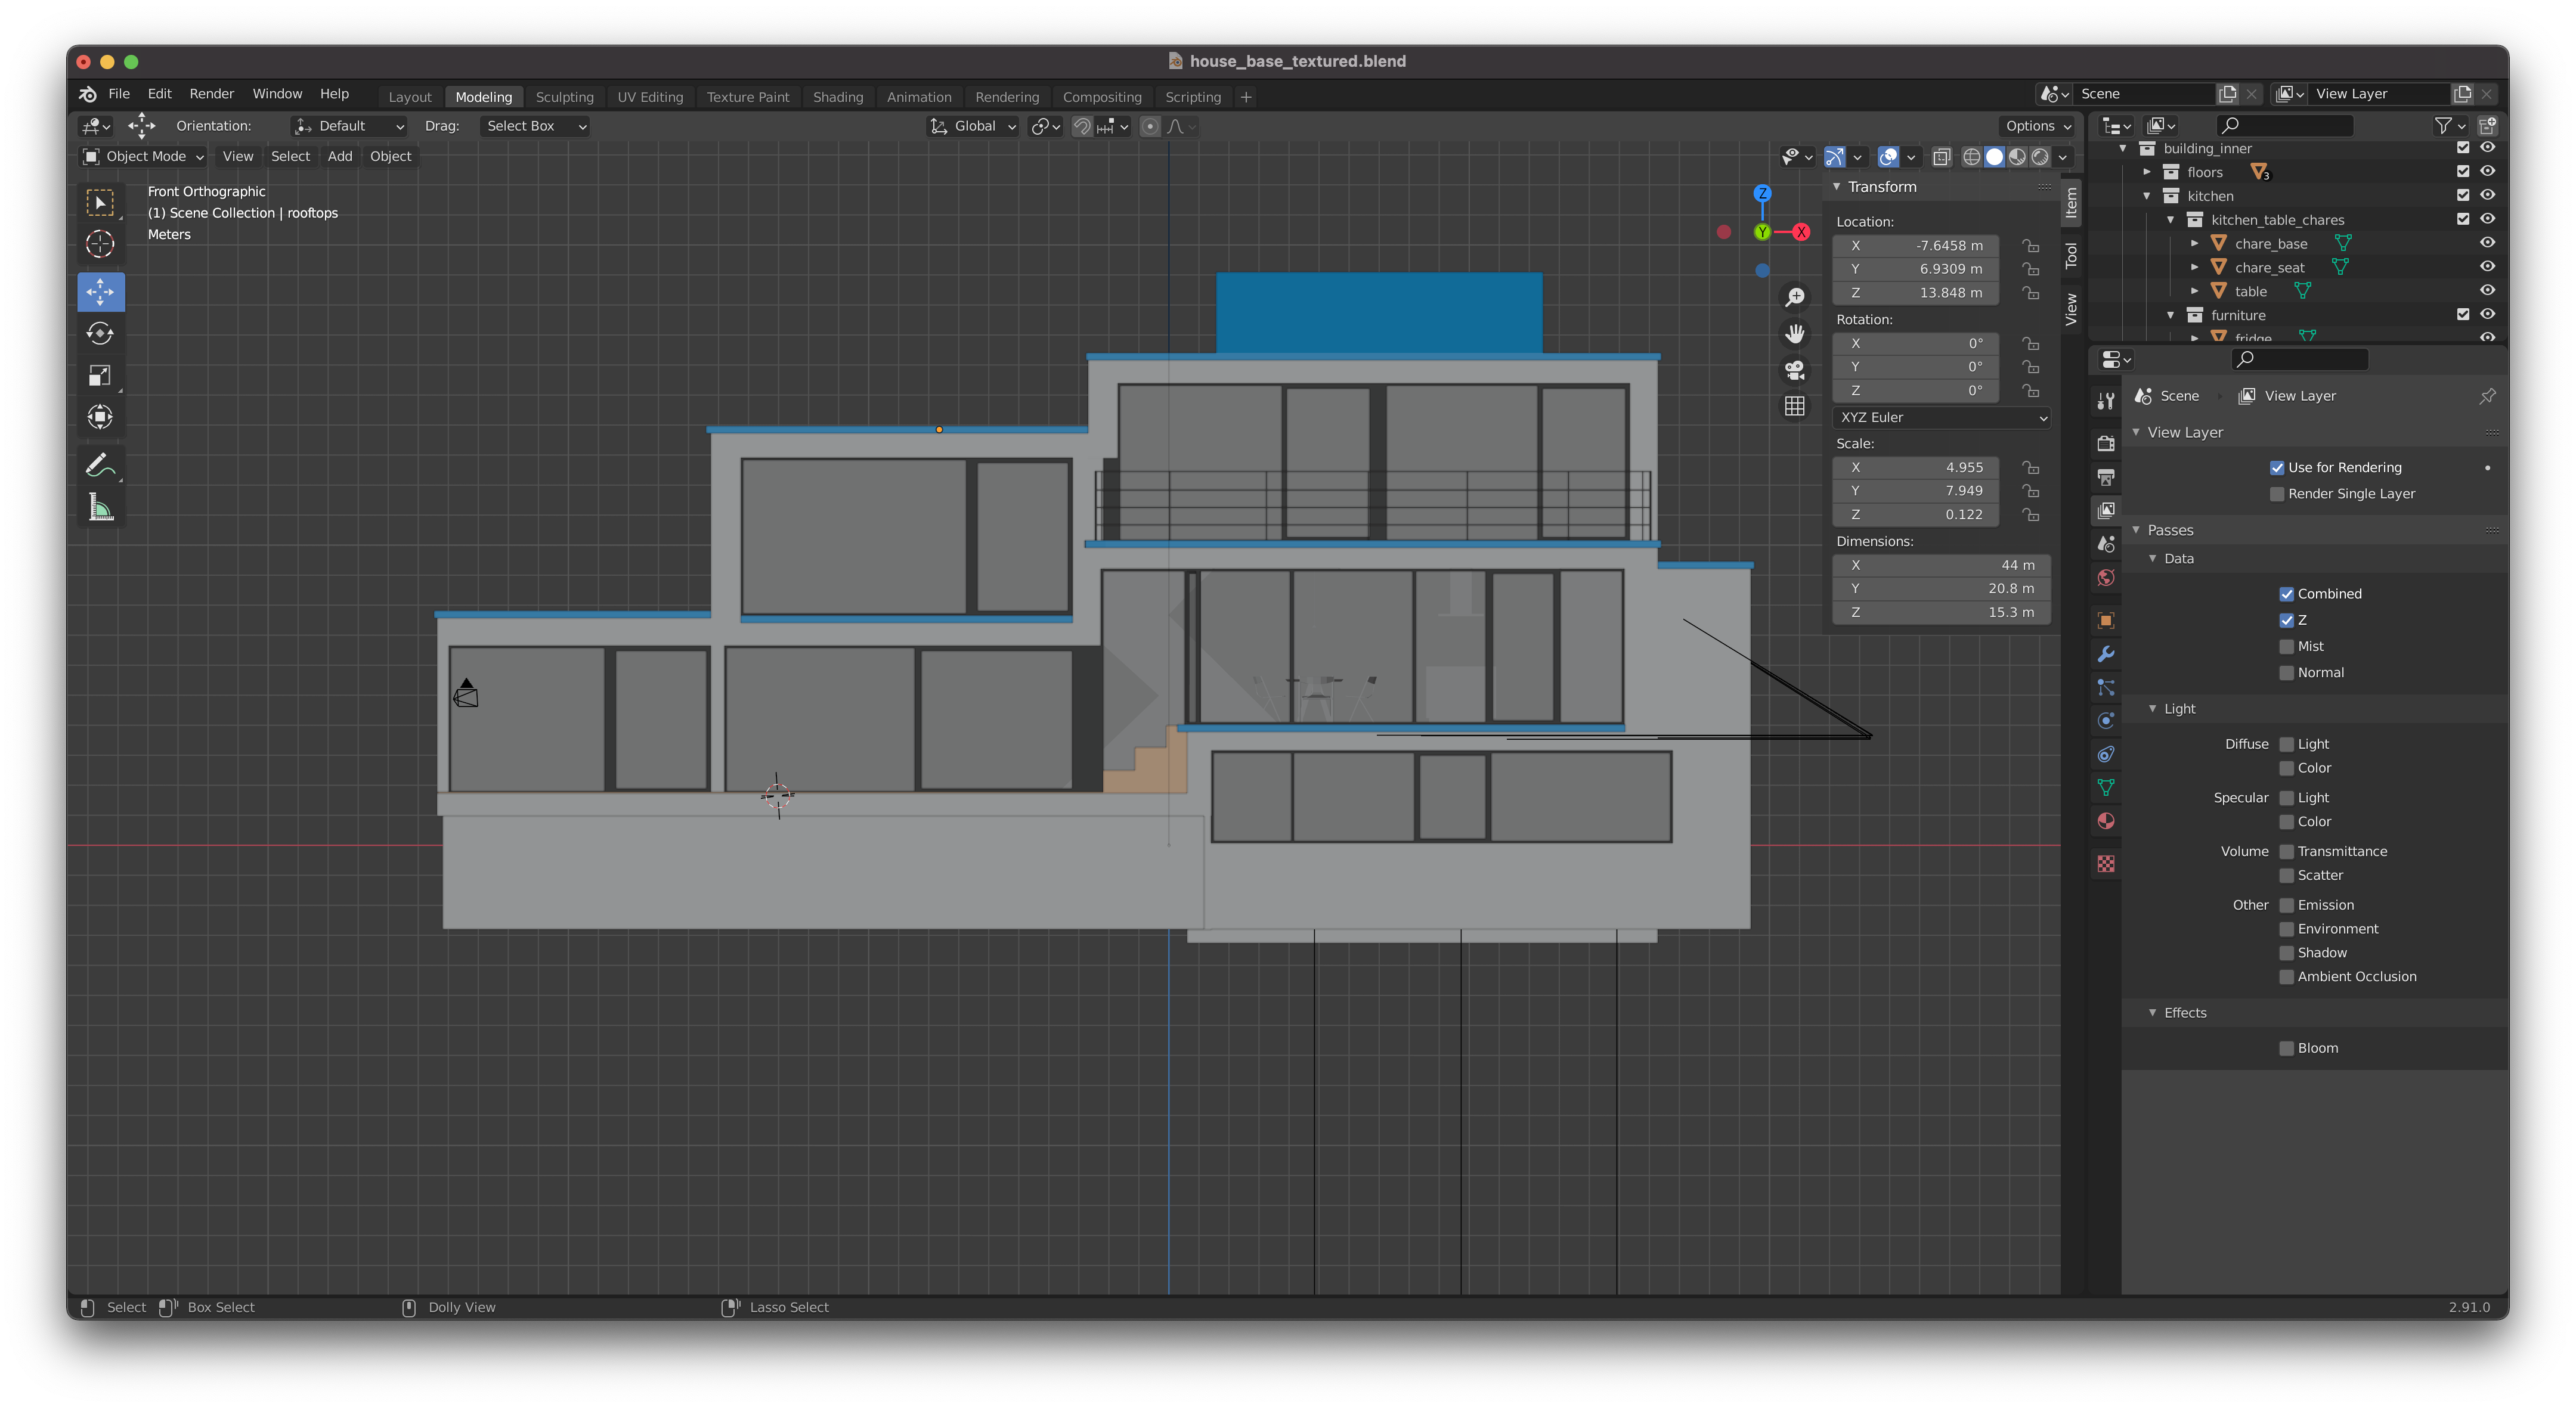 house_base_textured.blend
File Edit Render Window Help Layout Modeling Sculpting UV Editing Texture Paint Shading Animation Rendering Compositing Scripting + Scene View Layer
Orientation: Default Drag: Select Box Global Options
Object Mode View Select Add Object
Front Orthographic
(1) Scene Collection | rooftops
Meters
Z
Y X
Transform
Location:
X -7.6458 m
Y 6.9309 m
Z 13.848 m
Rotation:
X 0°
Y 0°
Z 0°
XYZ Euler
Scale:
X 4.955
Y 7.949
Z 0.122
Dimensions:
X 44 m
Y 20.8 m
Z 15.3 m
Item
Tool
View
building_inner
floors 3
kitchen
kitchen_table_chares
chare_base
chare_seat
table
furniture
fridge
Scene View Layer
View Layer
Use for Rendering
Render Single Layer
Passes
Data
Combined
Z
Mist
Normal
Light
Diffuse Light
Color
Specular Light
Color
Volume Transmittance
Scatter
Other Emission
Environment
Shadow
Ambient Occlusion
Effects
Bloom
Select Box Select Dolly View Lasso Select 2.91.0